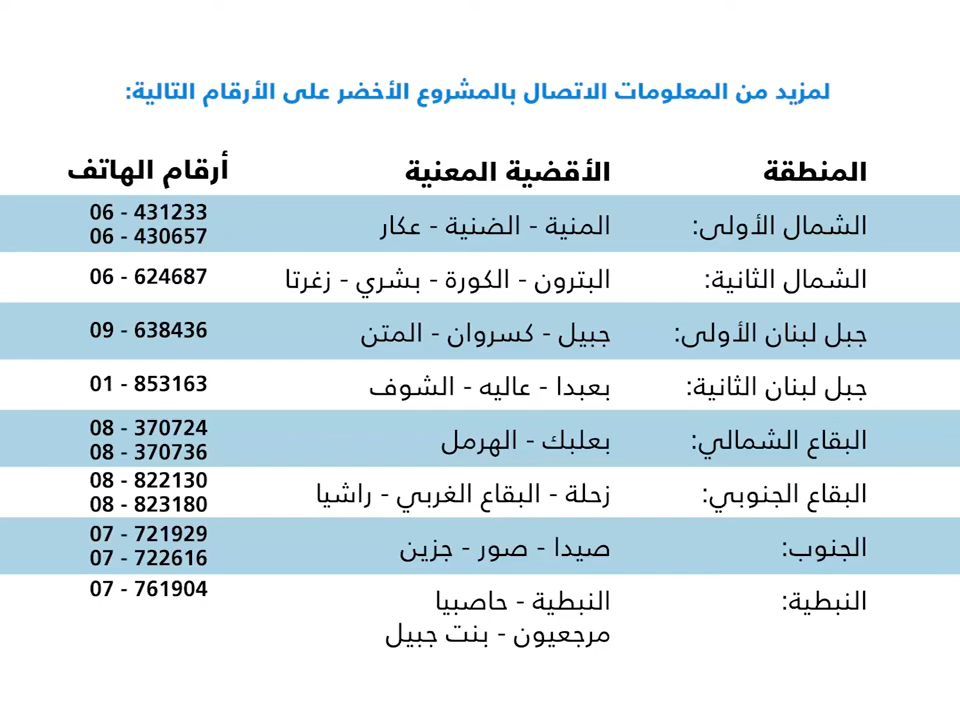 لمزيد من المعلومات الاتصال بالمشروع الأخضر على الأرقام التالية:
المنطقة الأقضية المعنية أرقام الهاتف
الشمال الأولى: المنية - الضنية - عكار 06 - 431233
06 - 430657
الشمال الثانية: البترون - الكورة - بشري - زغرتا 06 - 624687
جبل لبنان الأولى: جبيل - كسروان - المتن 09 - 638436
جبل لبنان الثانية: بعبدا - عاليه - الشوف 01 - 853163
البقاع الشمالي: بعلبك - الهرمل 08 - 370724
08 - 370736
البقاع الجنوبي: زحلة - البقاع الغربي - راشيا 08 - 822130
08 - 823180
الجنوب: صيدا - صور - جزين 07 - 721929
07 - 722616
النبطية: النبطية - حاصبيا 07 - 761904
مرجعيون - بنت جبيل